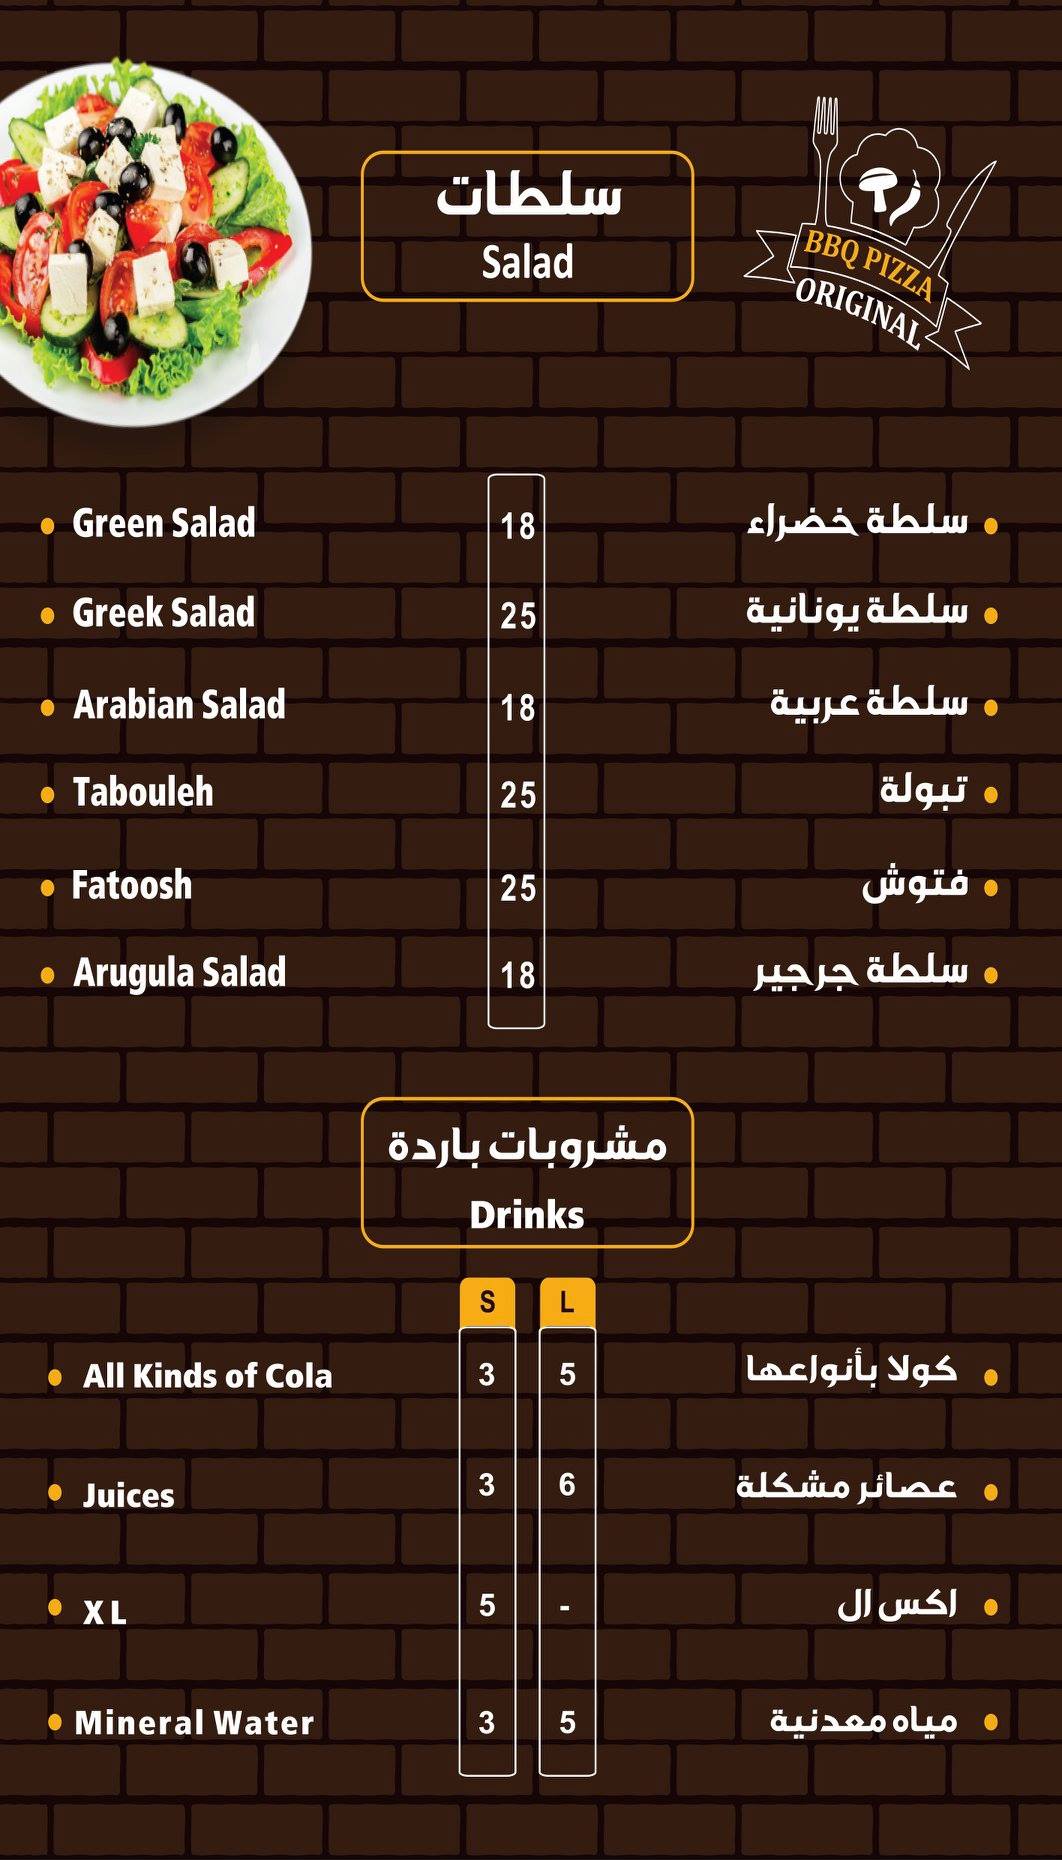 سلطات
Salad
BBQ PIZZA
ORIGINAL
Green Salad 18 سلطة خضراء
Greek Salad 25 سلطة يونانية
Arabian Salad 18 سلطة عربية
Tabouleh 25 تبولة
Fatoosh 25 فتوش
Arugula Salad 18 سلطة جرجير
مشروبات باردة
Drinks
S L
All Kinds of Cola 3 5 كولا بأنواعها
Juices 3 6 عصائر مشكلة
XL 5 - اكس ال
Mineral Water 3 5 مياه معدنية